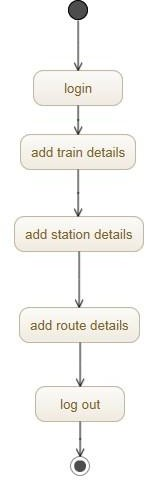 login
add train details
add station details
add route details
log out